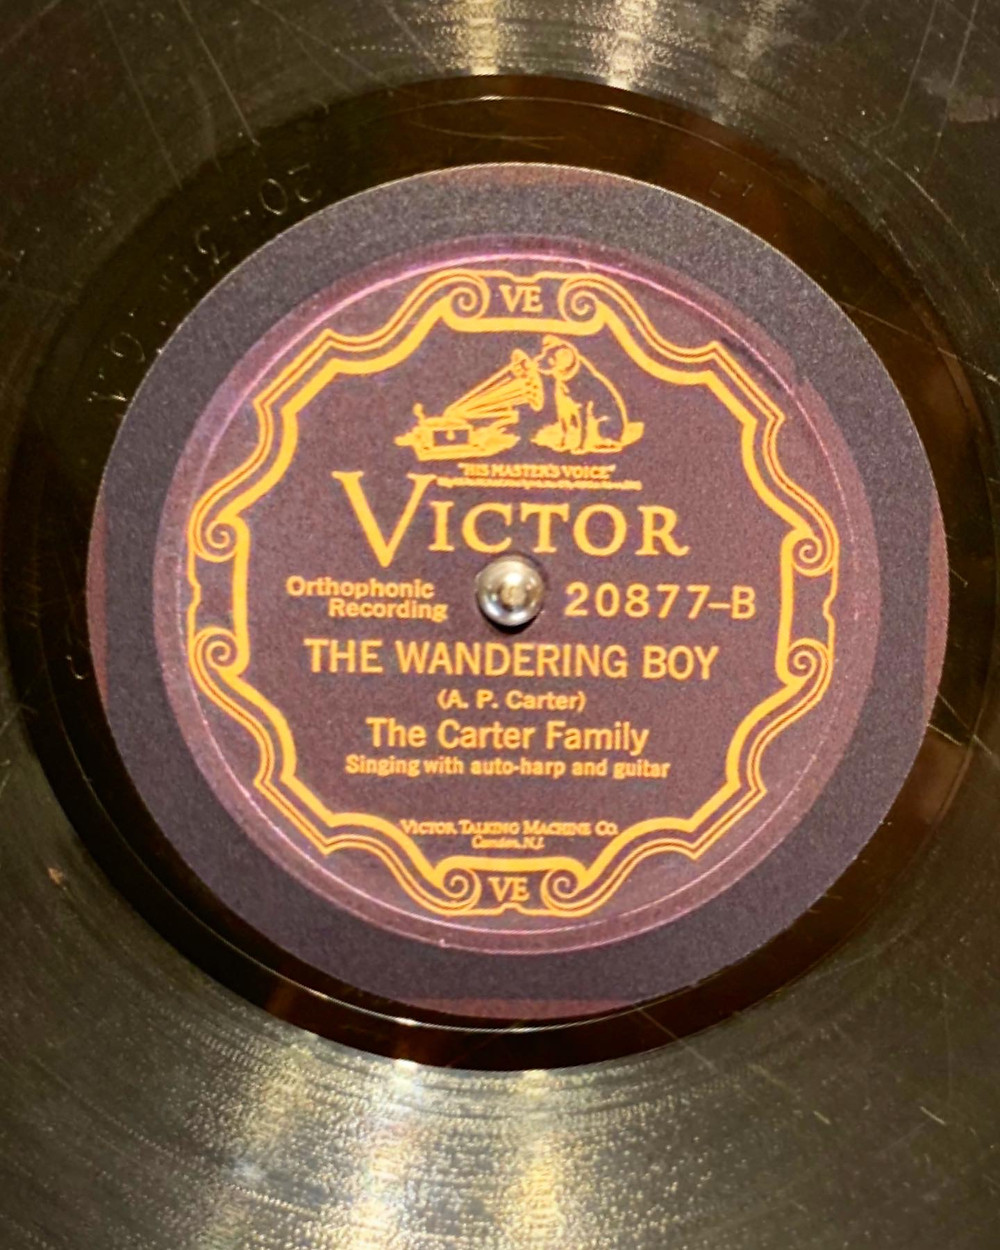 VE
"HIS MASTER'S VOICE"
VICTOR
Orthophonic
Recording
20877-B
THE WANDERING BOY
(A. P. Carter)
The Carter Family
Singing with auto-harp and guitar
VICTOR TALKING MACHINE CO.
Camden, N.J.
VE